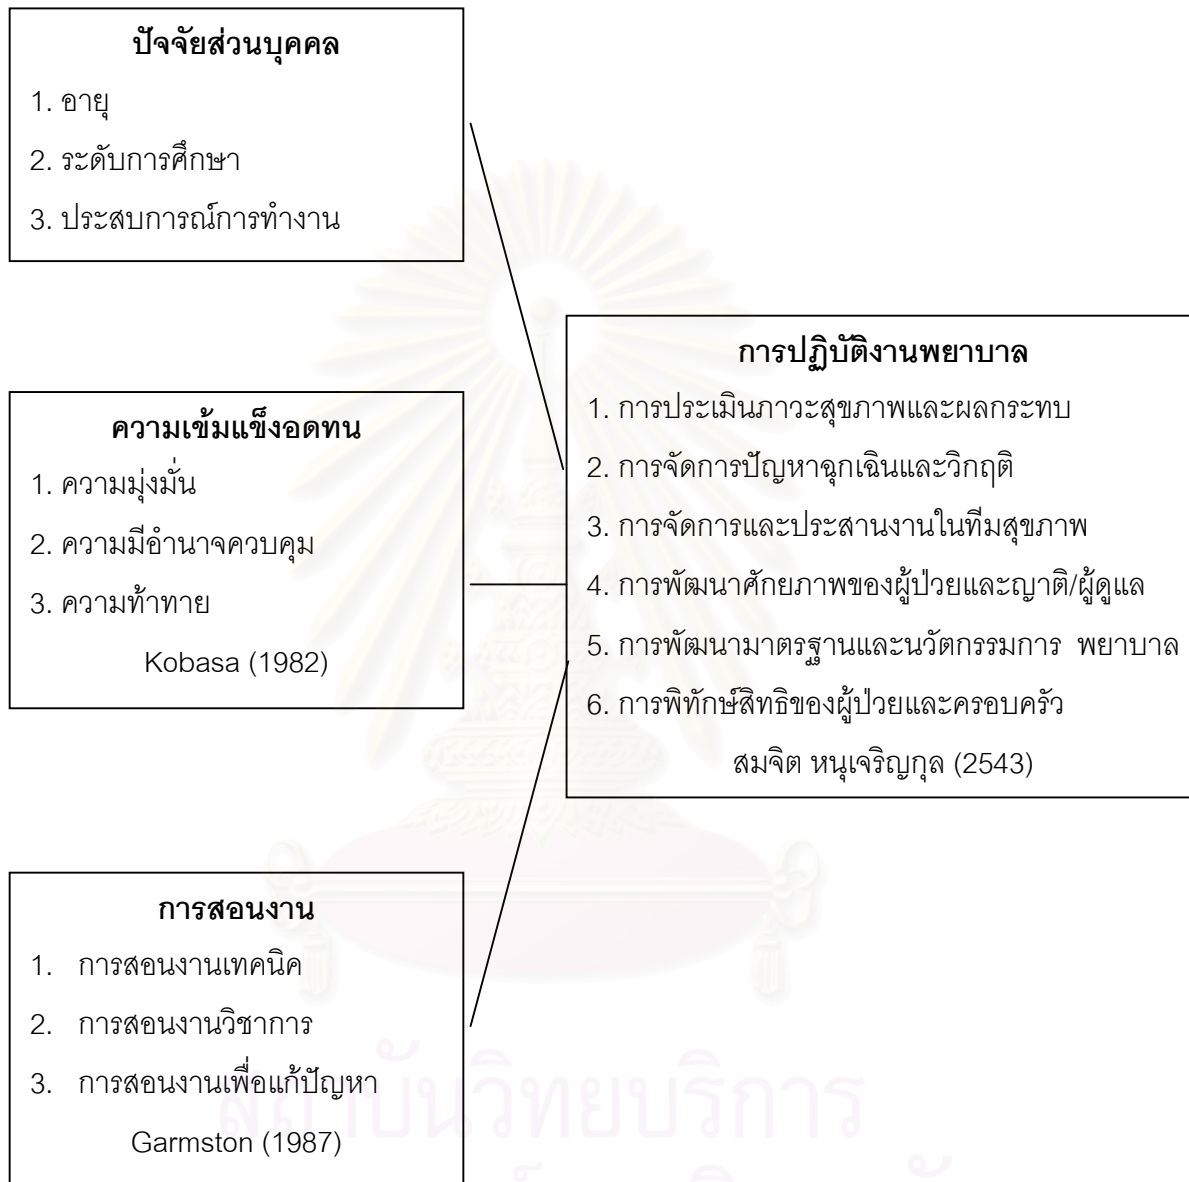 ปัจจัยส่วนบุคคล
1. อายุ
2. ระดับการศึกษา
3. ประสบการณ์การทำงาน
ความเข้มแข็งอดทน
1. ความมุ่งมั่น
2. ความมีอำนาจควบคุม
3. ความท้าทาย
Kobasa (1982)
การสอนงาน
1. การสอนงานเทคนิค
2. การสอนงานวิชาการ
3. การสอนงานเพื่อแก้ปัญหา
Garmston (1987)
การปฏิบัติงานพยาบาล
1. การประเมินภาวะสุขภาพและผลกระทบ
2. การจัดการปัญหาฉุกเฉินและวิกฤติ
3. การจัดการและประสานงานในทีมสุขภาพ
4. การพัฒนาศักยภาพของผู้ป่วยและญาติ/ผู้ดูแล
5. การพัฒนามาตรฐานและนวัตกรรมการ พยาบาล
6. การพิทักษ์สิทธิของผู้ป่วยและครอบครัว
สมจิต หนุเจริญกุล (2543)
สถาบันวิทยบริการ